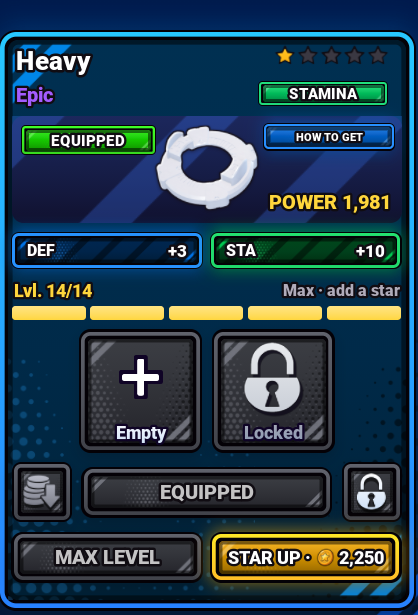 Heavy
Epic
STAMINA
EQUIPPED
HOW TO GET
POWER 1,981
DEF +3
STA +10
Lvl. 14/14
Max · add a star
Empty
Locked
EQUIPPED
MAX LEVEL
STAR UP · 2,250